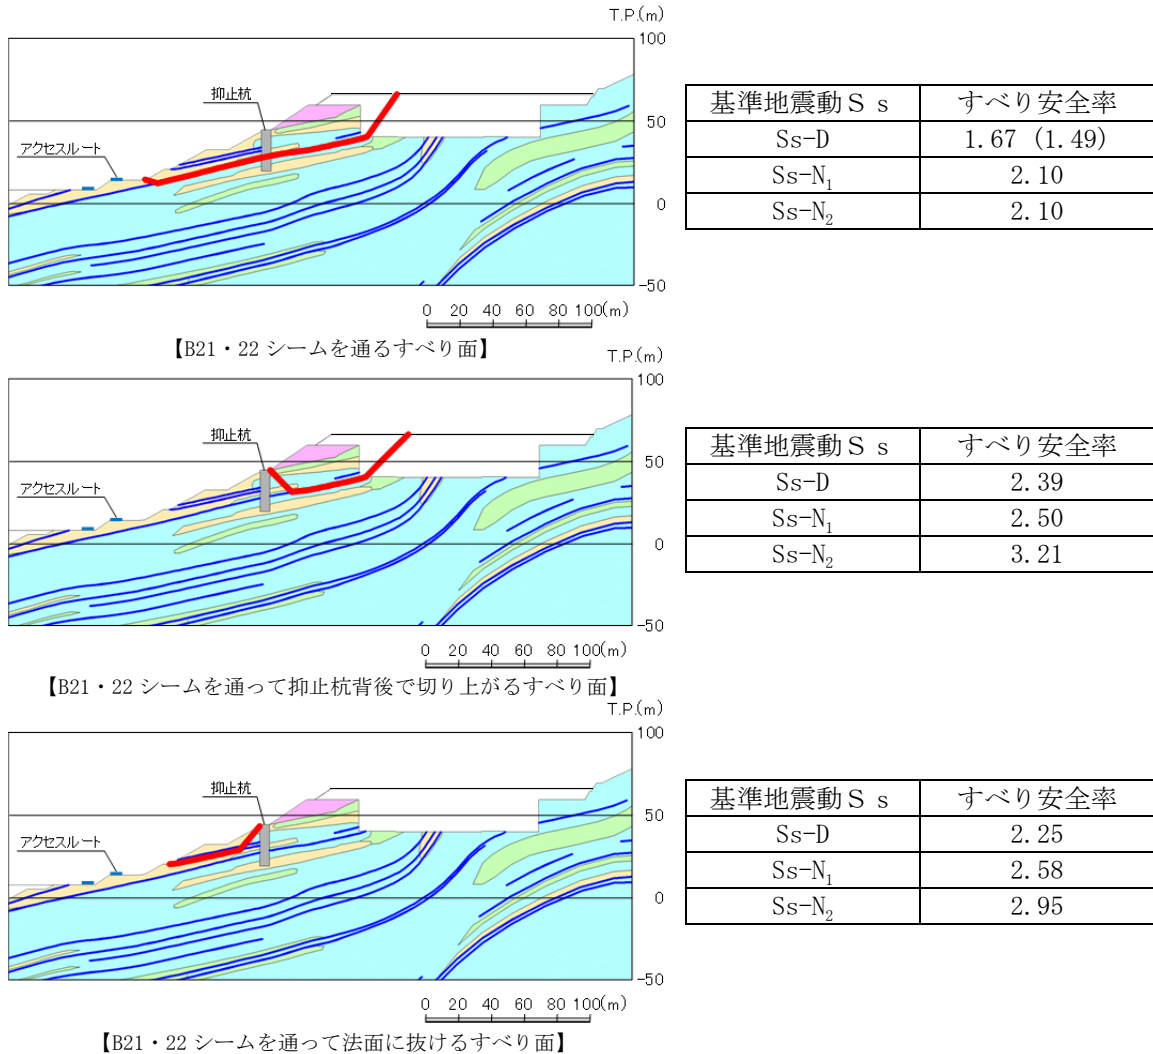 T.P.(m)
100
抑止杭
50
アクセスルート
0
-50
0 20 40 60 80 100(m)
【B21・22 シームを通るすべり面】
基準地震動Ｓｓ すべり安全率
Ss-D 1.67 (1.49)
Ss-N₁ 2.10
Ss-N₂ 2.10
T.P.(m)
100
抑止杭
50
アクセスルート
0
-50
0 20 40 60 80 100(m)
【B21・22 シームを通って抑止杭背後で切り上がるすべり面】
基準地震動Ｓｓ すべり安全率
Ss-D 2.39
Ss-N₁ 2.50
Ss-N₂ 3.21
T.P.(m)
100
抑止杭
50
アクセスルート
0
-50
0 20 40 60 80 100(m)
【B21・22 シームを通って法面に抜けるすべり面】
基準地震動Ｓｓ すべり安全率
Ss-D 2.25
Ss-N₁ 2.58
Ss-N₂ 2.95